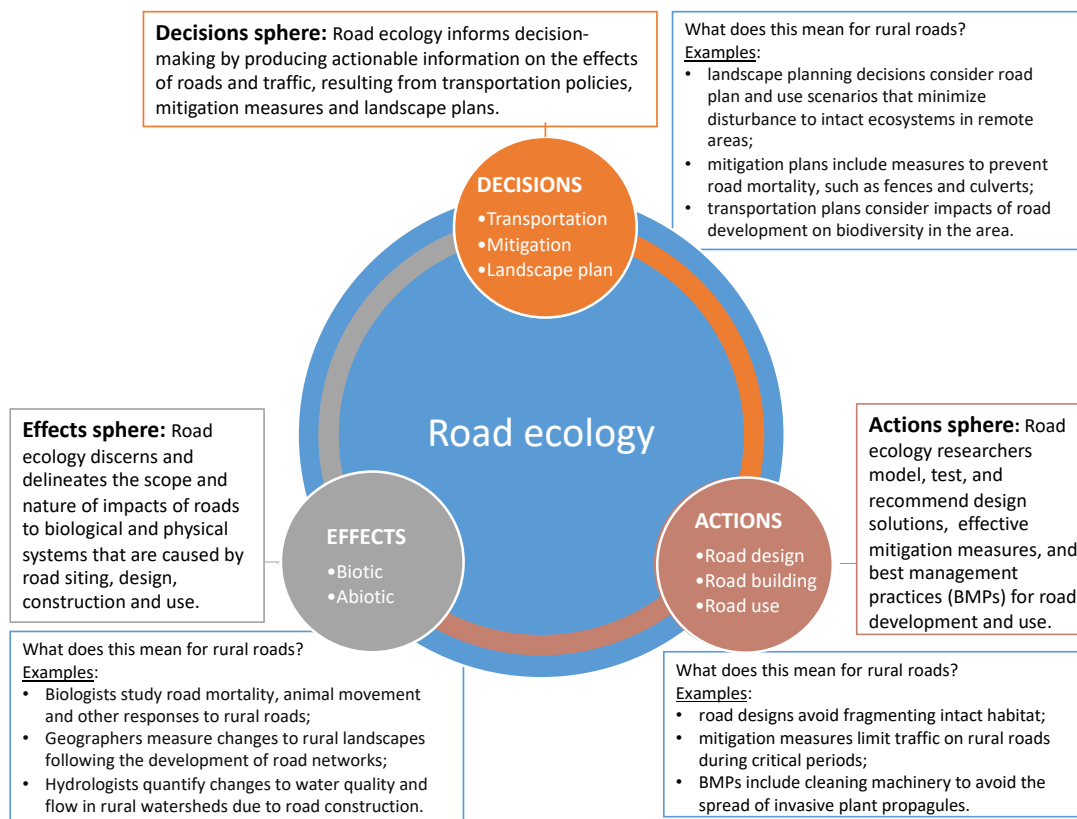 Decisions sphere: Road ecology informs decision-
making by producing actionable information on the effects
of roads and traffic, resulting from transportation policies,
mitigation measures and landscape plans.
What does this mean for rural roads?
Examples:
• landscape planning decisions consider road
plan and use scenarios that minimize
disturbance to intact ecosystems in remote
areas;
• mitigation plans include measures to prevent
road mortality, such as fences and culverts;
• transportation plans consider impacts of road
development on biodiversity in the area.
DECISIONS
•Transportation
•Mitigation
•Landscape plan
Road ecology
Effects sphere: Road
ecology discerns and
delineates the scope and
nature of impacts of roads
to biological and physical
systems that are caused by
road siting, design,
construction and use.
EFFECTS
•Biotic
•Abiotic
ACTIONS
•Road design
•Road building
•Road use
Actions sphere: Road
ecology researchers
model, test, and
recommend design
solutions, effective
mitigation measures, and
best management
practices (BMPs) for road
development and use.
What does this mean for rural roads?
Examples:
• Biologists study road mortality, animal movement
and other responses to rural roads;
• Geographers measure changes to rural landscapes
following the development of road networks;
• Hydrologists quantify changes to water quality and
flow in rural watersheds due to road construction.
What does this mean for rural roads?
Examples:
• road designs avoid fragmenting intact habitat;
• mitigation measures limit traffic on rural roads
during critical periods;
• BMPs include cleaning machinery to avoid the
spread of invasive plant propagules.